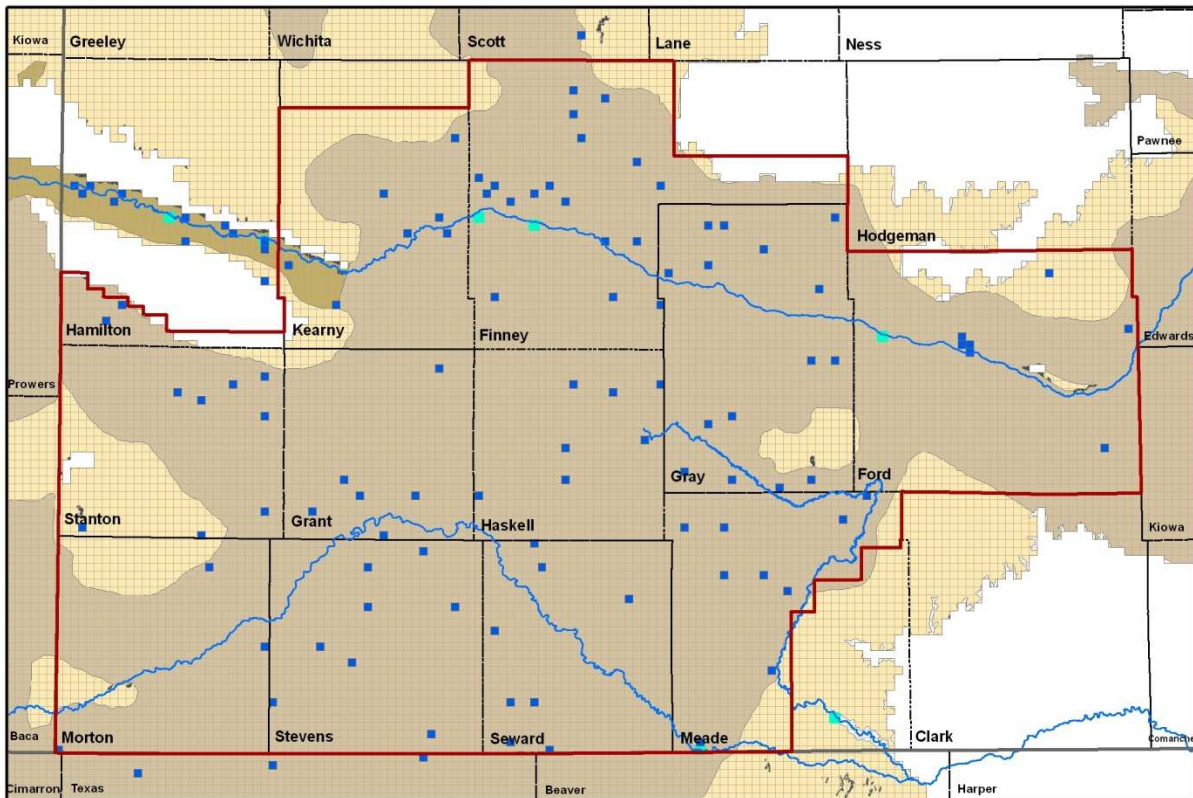 Kiowa
Greeley
Wichita
Scott
Lane
Ness
Pawnee
Hodgeman
Hamilton
Kearny
Finney
Edwards
Prowers
Gray
Ford
Stanton
Grant
Haskell
Kiowa
Baca
Morton
Stevens
Seward
Meade
Clark
Comanche
Cimarron
Texas
Beaver
Harper